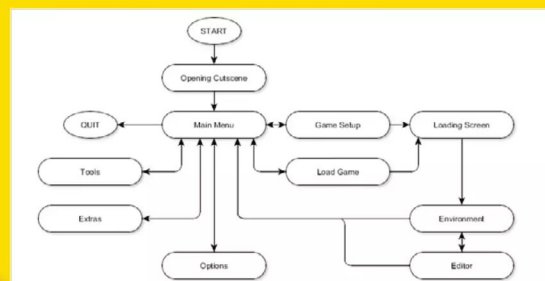 START
Opening Cutscene
QUIT
Main Menu
Game Setup
Loading Screen
Tools
Load Game
Extras
Environment
Options
Editor